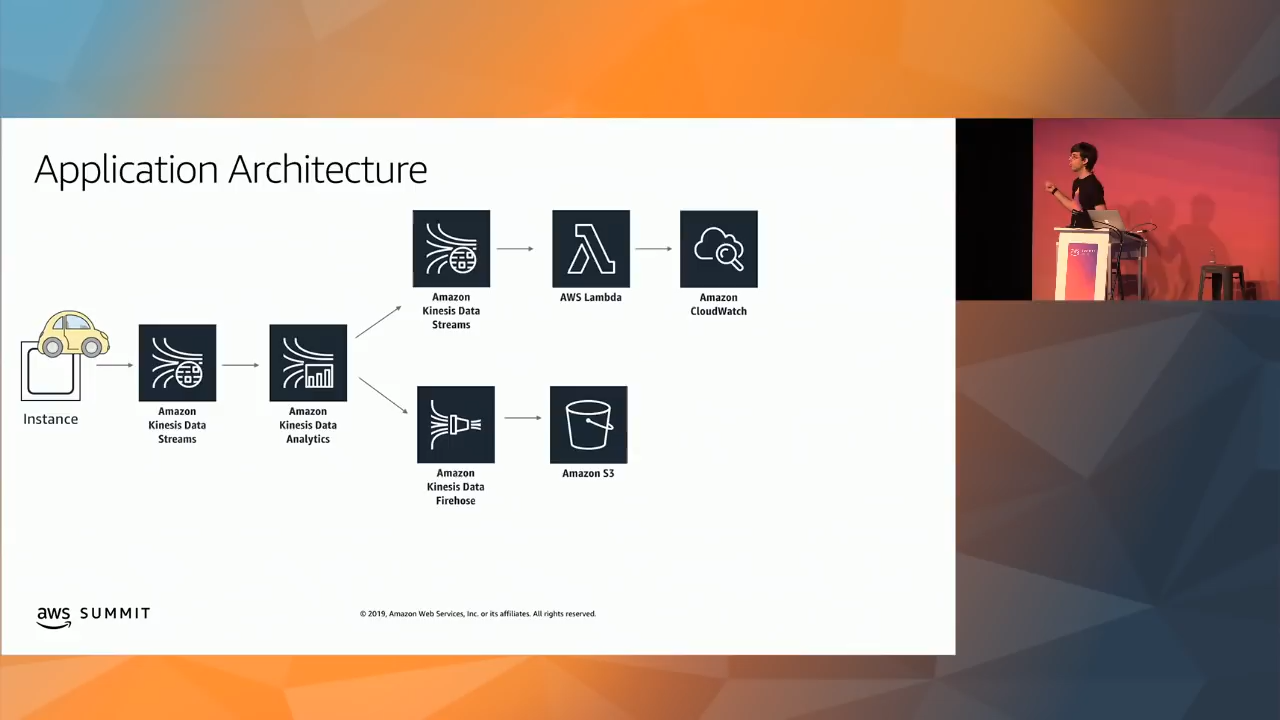 Application Architecture
Amazon
Kinesis Data
Streams
AWS Lambda
Amazon
CloudWatch
Instance
Amazon
Kinesis Data
Streams
Amazon
Kinesis Data
Analytics
Amazon
Kinesis Data
Firehose
Amazon S3
aws SUMMIT
© 2019, Amazon Web Services, Inc. or its affiliates. All rights reserved.
aws